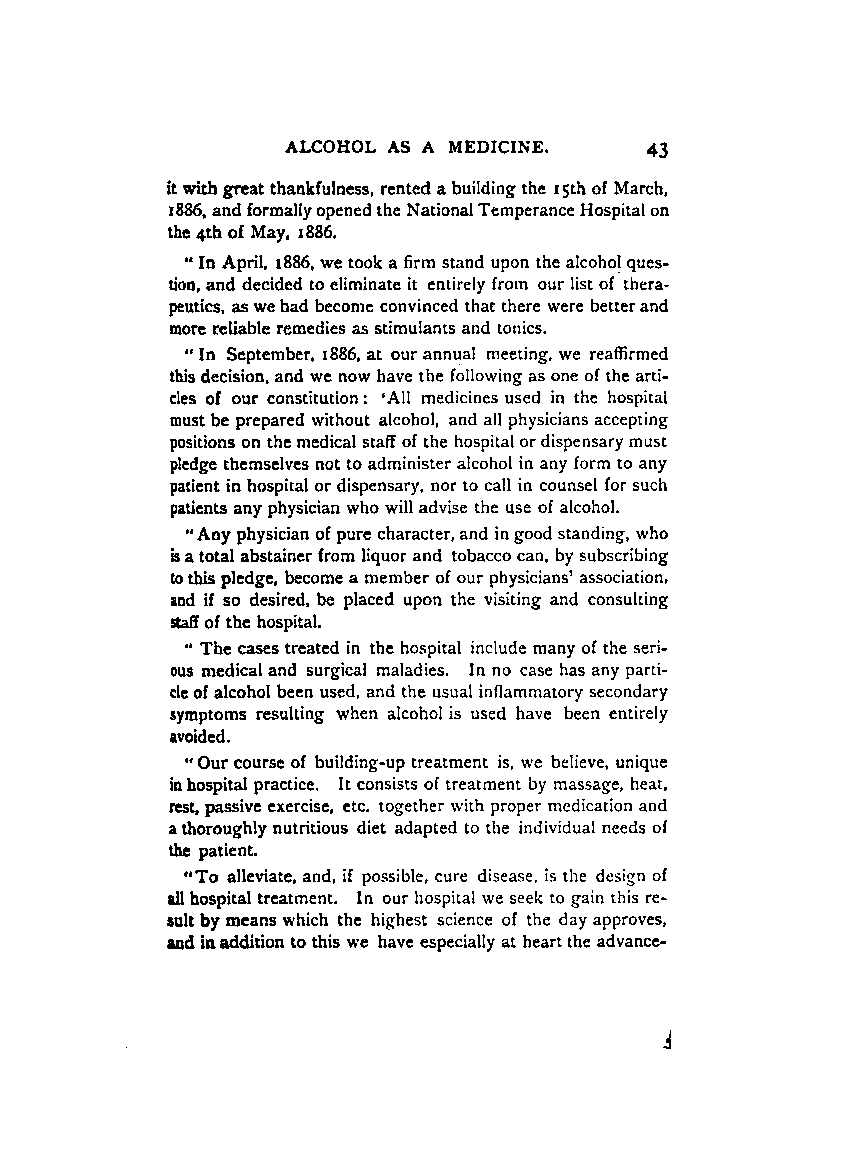 ALCOHOL AS A MEDICINE. 43
it with great thankfulness, rented a building the 15th of March,
1886, and formally opened the National Temperance Hospital on
the 4th of May, 1886.
" In April, 1886, we took a firm stand upon the alcohol ques-
tion, and decided to eliminate it entirely from our list of thera-
peutics, as we had become convinced that there were better and
more reliable remedies as stimulants and tonics.
" In September, 1886, at our annual meeting, we reaffirmed
this decision, and we now have the following as one of the arti-
cles of our constitution : 'All medicines used in the hospital
must be prepared without alcohol, and all physicians accepting
positions on the medical staff of the hospital or dispensary must
pledge themselves not to administer alcohol in any form to any
patient in hospital or dispensary, nor to call in counsel for such
patients any physician who will advise the use of alcohol.
" Any physician of pure character, and in good standing, who
is a total abstainer from liquor and tobacco can, by subscribing
to this pledge, become a member of our physicians' association,
and if so desired, be placed upon the visiting and consulting
staff of the hospital.
" The cases treated in the hospital include many of the seri-
ous medical and surgical maladies. In no case has any parti-
cle of alcohol been used, and the usual inflammatory secondary
symptoms resulting when alcohol is used have been entirely
avoided.
" Our course of building-up treatment is, we believe, unique
in hospital practice. It consists of treatment by massage, heat,
rest, passive exercise, etc. together with proper medication and
a thoroughly nutritious diet adapted to the individual needs of
the patient.
"To alleviate, and, if possible, cure disease, is the design of
all hospital treatment. In our hospital we seek to gain this re-
sult by means which the highest science of the day approves,
and in addition to this we have especially at heart the advance-